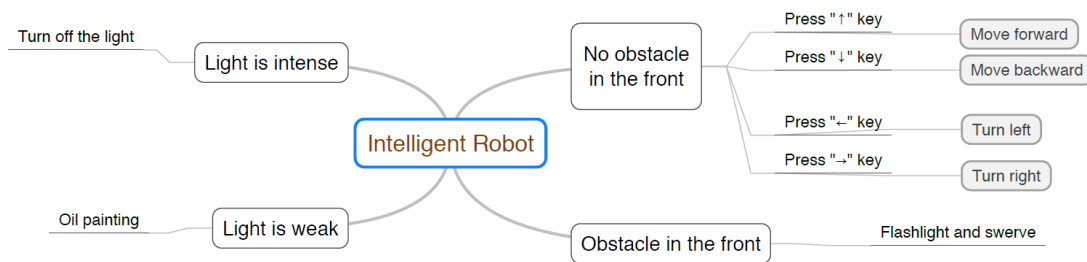 Intelligent Robot
Light is intense
Turn off the light
Light is weak
Oil painting
No obstacle
in the front
Press "↑" key
Move forward
Press "↓" key
Move backward
Press "←" key
Turn left
Press "→" key
Turn right
Obstacle in the front
Flashlight and swerve